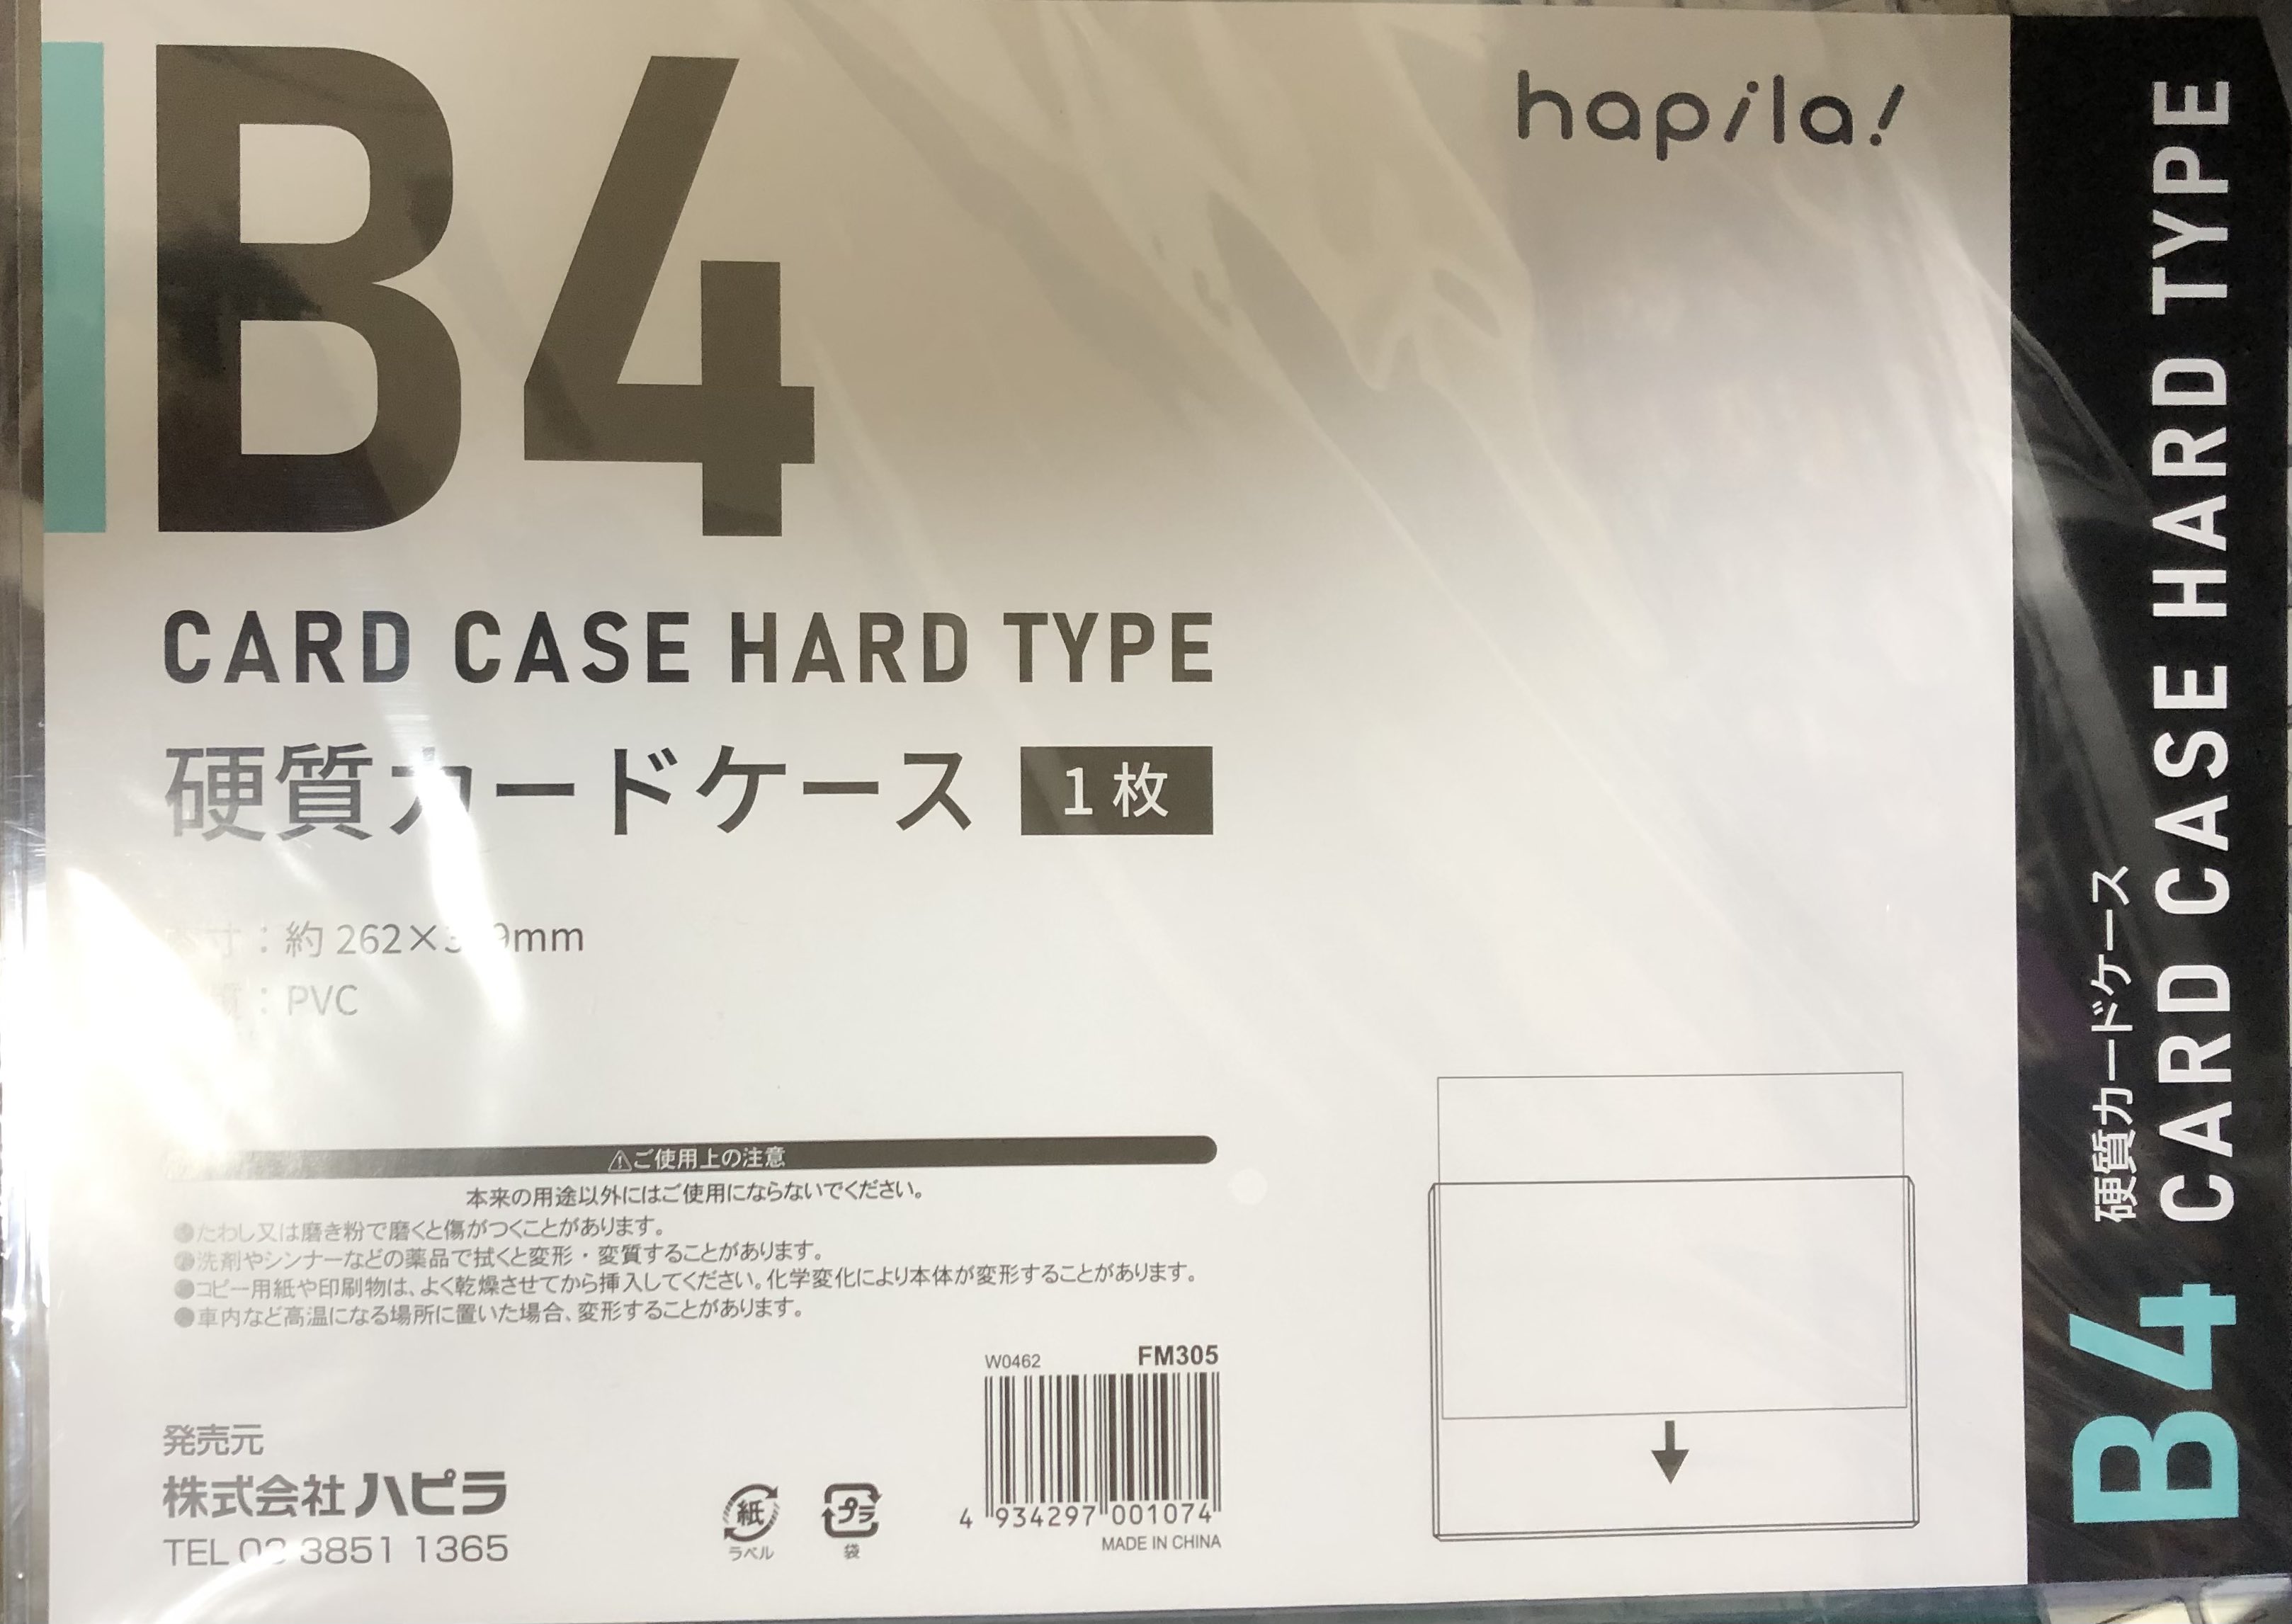 B4
hapila!
CARD CASE HARD TYPE
硬質カードケース 1枚
寸：約 262×3 9mm
質：PVC
⚠ご使用上の注意
本来の用途以外にはご使用にならないでください。
●たわし又は磨き粉で磨くと傷がつくことがあります。
●洗剤やシンナーなどの薬品で拭くと変形・変質することがあります。
●コピー用紙や印刷物は、よく乾燥させてから挿入してください。化学変化により本体が変形することがあります。
●車内など高温になる場所に置いた場合、変形することがあります。
W0462 FM305
4 934297 001074
MADE IN CHINA
発売元
株式会社ハピラ
TEL 03 3851 1365
紙
ラベル
プラ
袋
硬質カードケース
B4 CARD CASE HARD TYPE